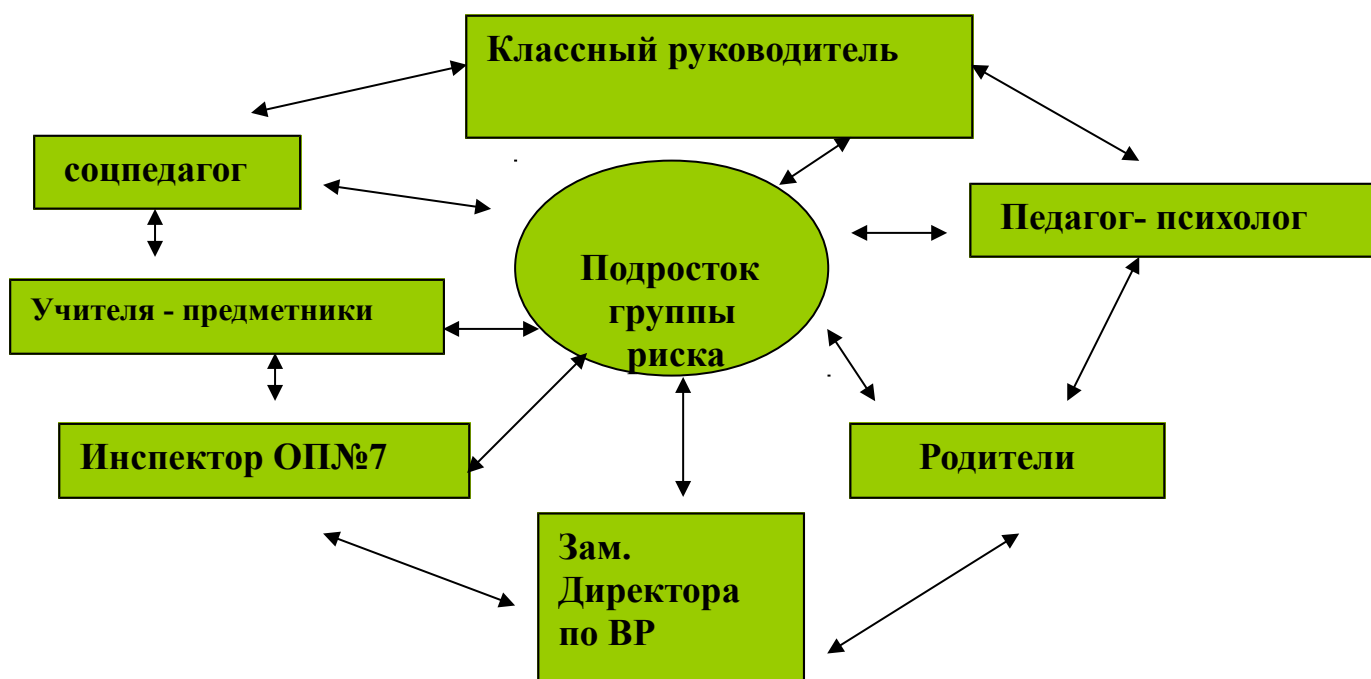 Классный руководитель
соцпедагог
Педагог- психолог
Подросток
группы
риска
Учителя - предметники
Инспектор ОП№7
Родители
Зам.
Директора
по ВР